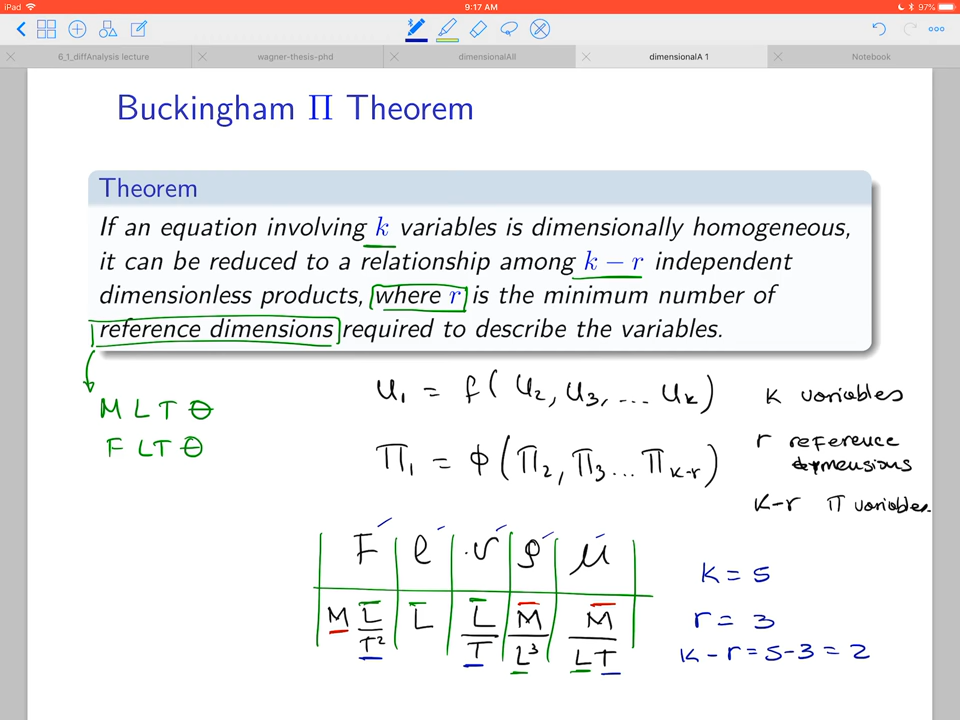 iPad 9:17 AM 97%
6_1_diffAnalysis lecture wagner-thesis-phd dimensionalAll dimensionalA 1 Notebook
Buckingham Π Theorem
Theorem
If an equation involving k variables is dimensionally homogeneous,
it can be reduced to a relationship among k − r independent
dimensionless products, where r is the minimum number of
reference dimensions required to describe the variables.
M L T Θ
F L T Θ
u₁ = f( u₂, u₃, ... uₖ)
k variables
Π₁ = ϕ (Π₂, Π₃... Πₖ₋ᵣ)
r reference
dymensions
k-r π variables.
F ℓ v ρ μ
M L/T² L L/T M/L³ M/LT
k = 5
r = 3
k - r = 5-3 = 2